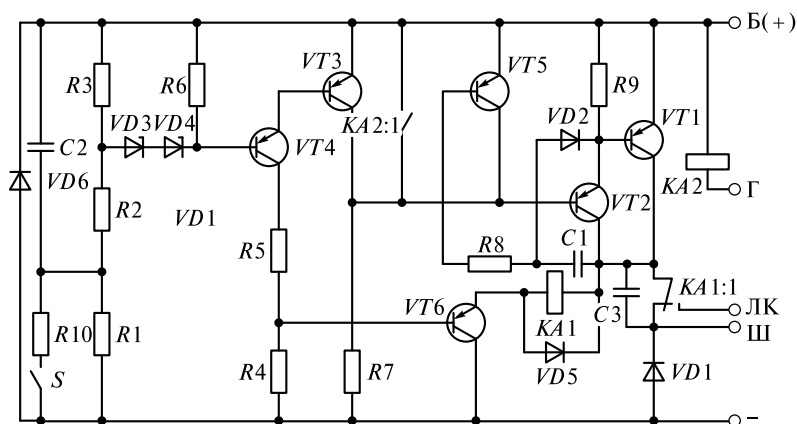 Б(+)
R3
R6
VT3
VT5
R9
VD2
VT1
VD3
VD4
KA2:1
C2
VT4
VD6
KA2
Г
R2
VD1
VT2
R5
R8
C1
KA1:1
VT6
ЛК
R10
R1
KA1
C3
Ш
S
R4
R7
VD5
VD1
–